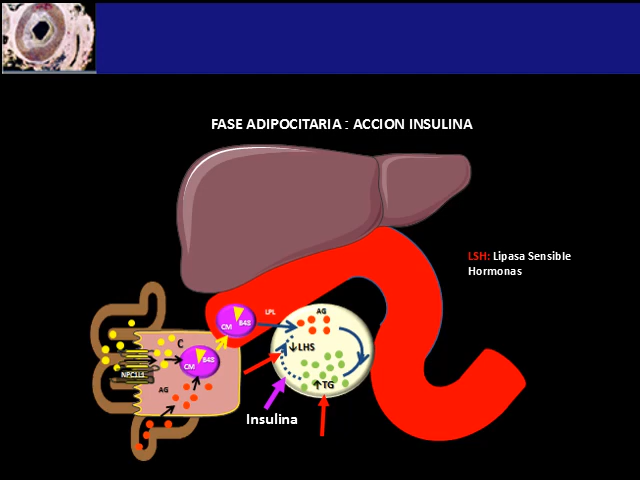 FASE ADIPOCITARIA : ACCION INSULINA
LSH: Lipasa Sensible
Hormonas
LPL
AG
CM
B48
↓LHS
C
CM
B48
NPC1L1
AG
↑TG
Insulina